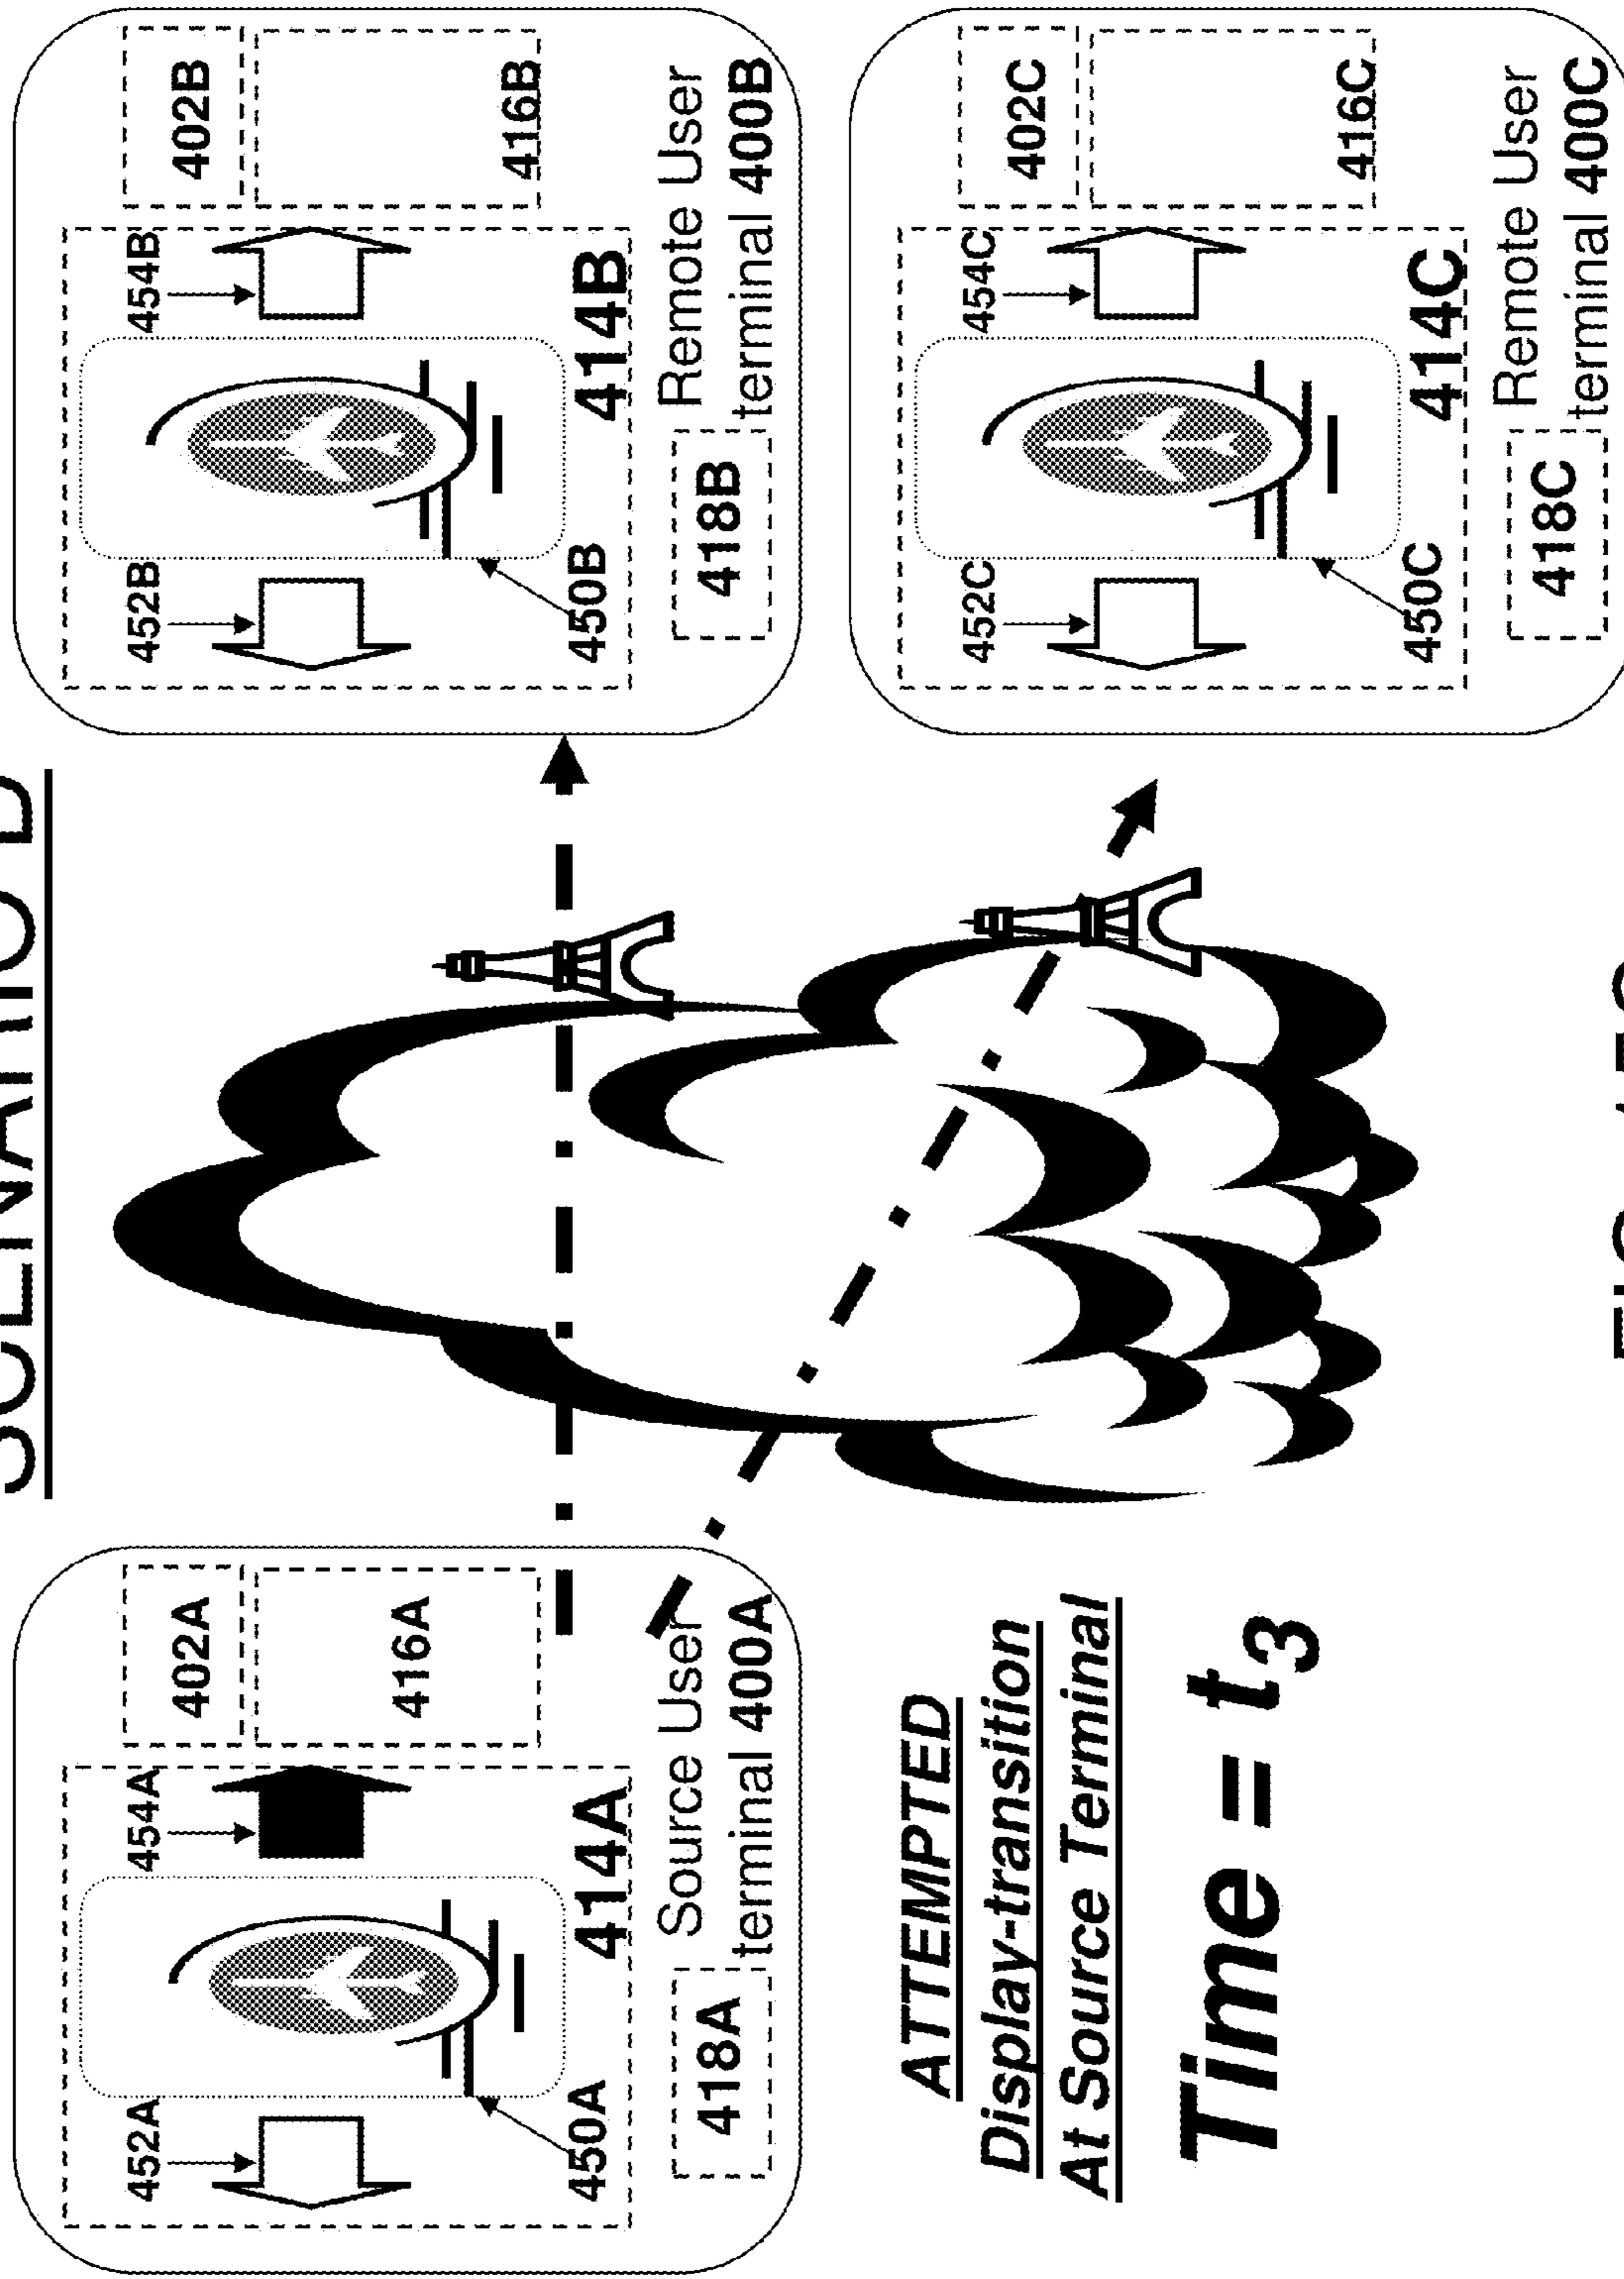 SCENARIO
452A
454A
402A
416A
450A
414A
418A
Source User
terminal 400A
452B
454B
402B
416B
450B
414B
418B
Remote User
terminal 400B
ATTEMPTED
Display-transition
At Source Terminal
Time = t3
452C
454C
402C
416C
450C
414C
418C
Remote User
terminal 400C
FIG.